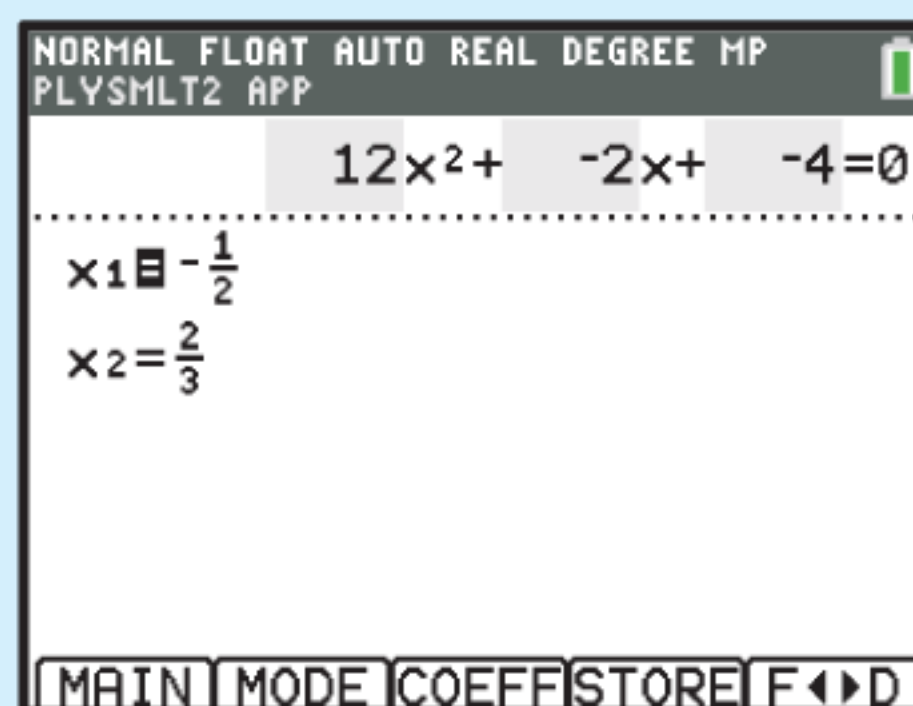 NORMAL FLOAT AUTO REAL DEGREE MP
PLYSMLT2 APP
12x²+ ⁻2x+ ⁻4=0
x1=⁻1/2
x2=2/3
MAIN MODE COEFF STORE F◄►D